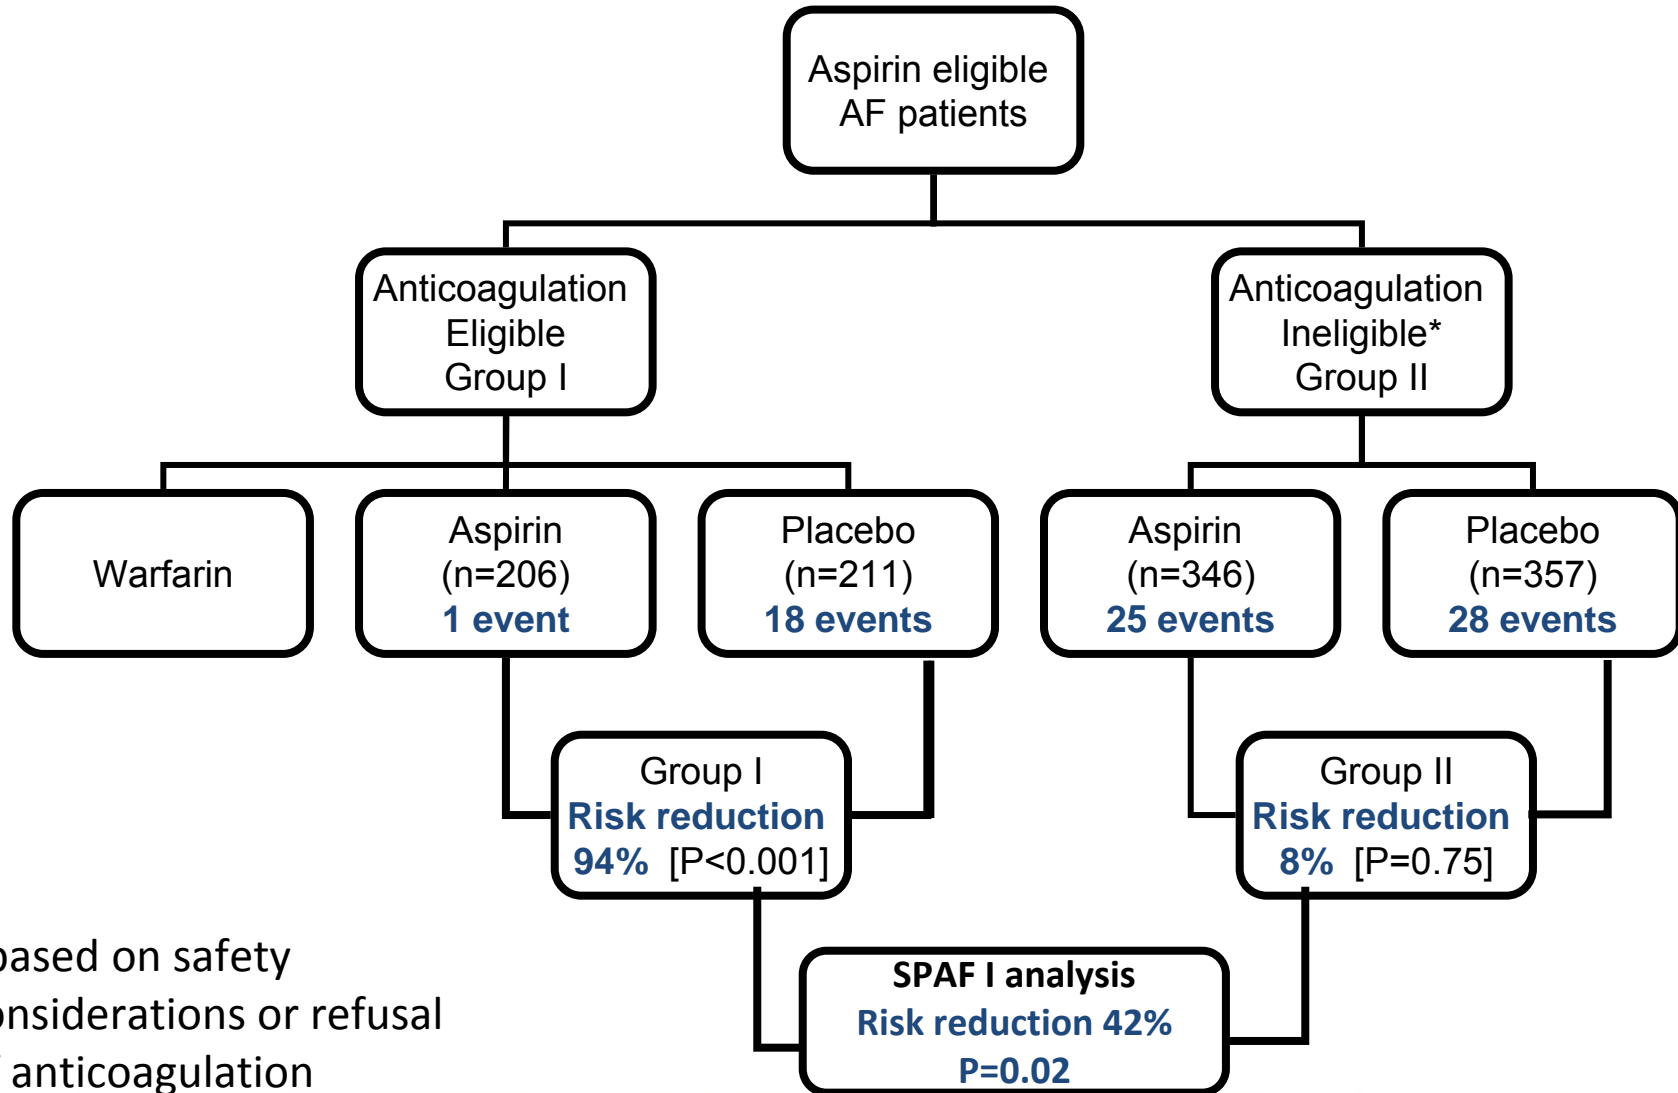 Aspirin eligible
AF patients
Anticoagulation
Eligible
Group I
Anticoagulation
Ineligible*
Group II
Warfarin
Aspirin
(n=206)
1 event
Placebo
(n=211)
18 events
Aspirin
(n=346)
25 events
Placebo
(n=357)
28 events
Group I
Risk reduction
94% [P<0.001]
Group II
Risk reduction
8% [P=0.75]
based on safety
onsiderations or refusal
anticoagulation
SPAF I analysis
Risk reduction 42%
P=0.02